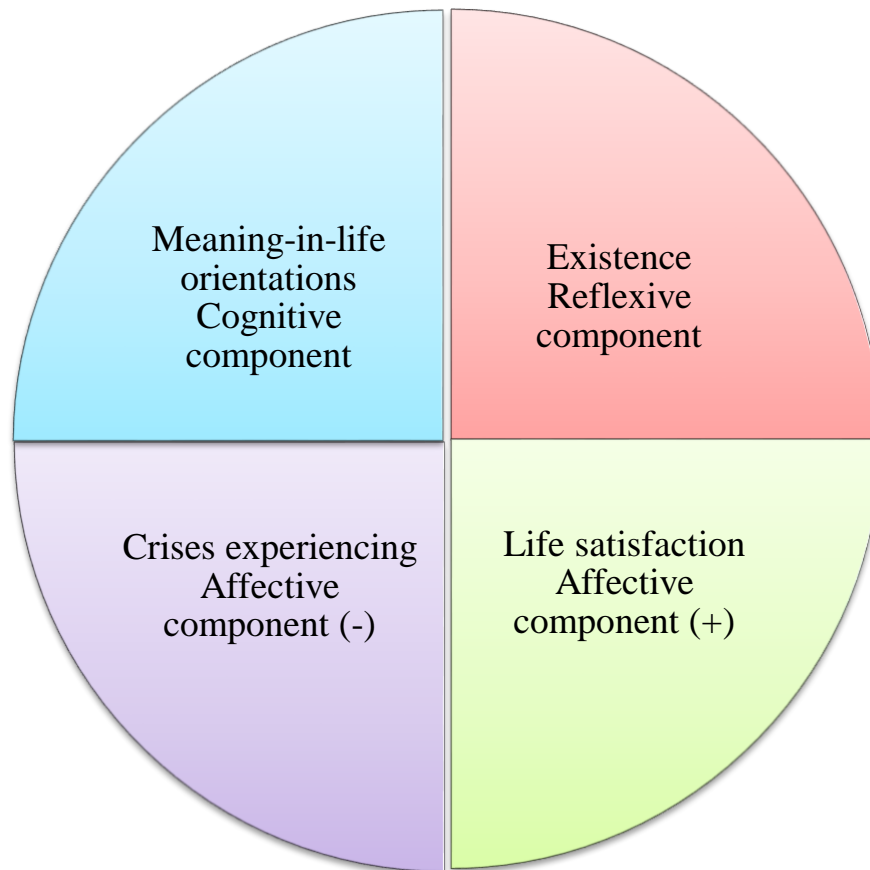 Meaning-in-life
orientations
Cognitive
component
Existence
Reflexive
component
Crises experiencing
Affective
component (-)
Life satisfaction
Affective
component (+)